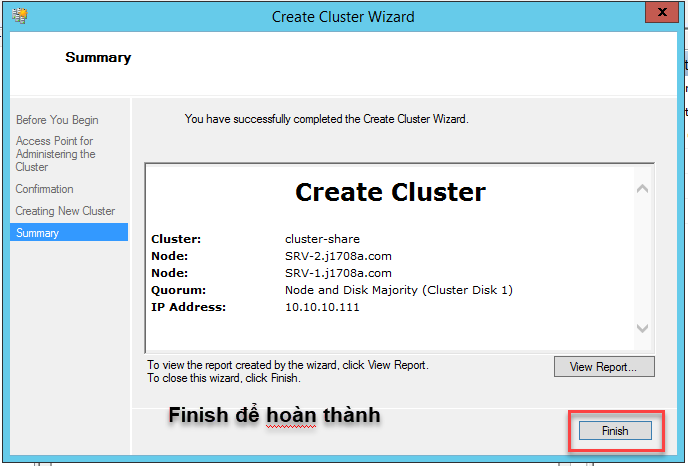 Create Cluster Wizard
x
Summary
Before You Begin
You have successfully completed the Create Cluster Wizard.
Access Point for
Administering the
Cluster
Confirmation
Creating New Cluster
Summary
Create Cluster
Cluster: cluster-share
Node: SRV-2.j1708a.com
Node: SRV-1.j1708a.com
Quorum: Node and Disk Majority (Cluster Disk 1)
IP Address: 10.10.10.111
To view the report created by the wizard, click View Report.
To close this wizard, click Finish.
View Report...
Finish để hoàn thành
Finish